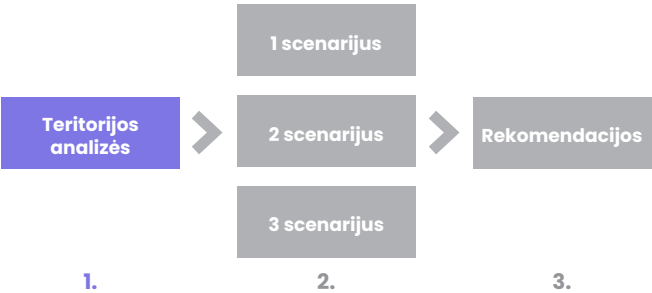 1 scenarijus
Teritorijos
analizės
2 scenarijus
Rekomendacijos
3 scenarijus
1.
2.
3.